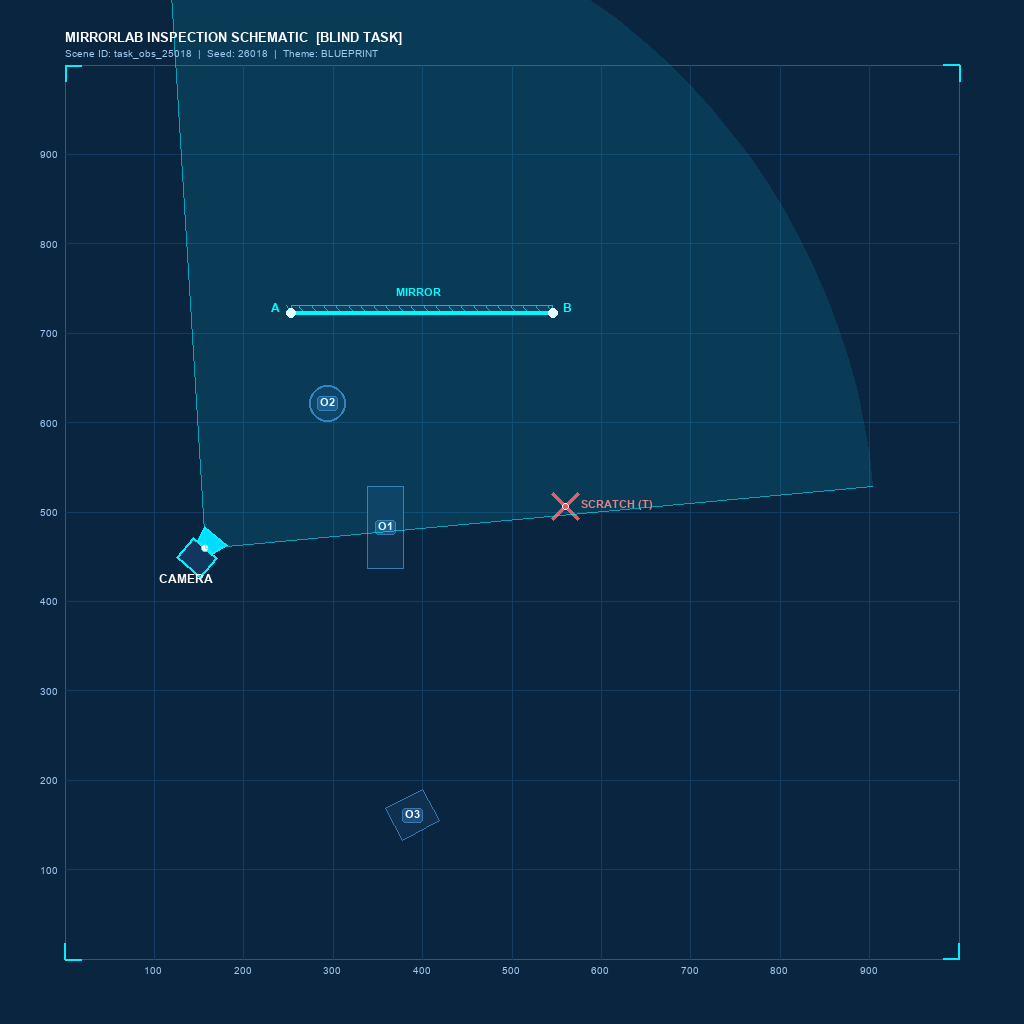 MIRRORLAB INSPECTION SCHEMATIC [BLIND TASK]
Scene ID: task_obs_25018 | Seed: 26018 | Theme: BLUEPRINT
900
800
MIRROR
A
B
700
O2
600
500
SCRATCH (T)
O1
CAMERA
400
300
200
O3
100
100 200 300 400 500 600 700 800 900